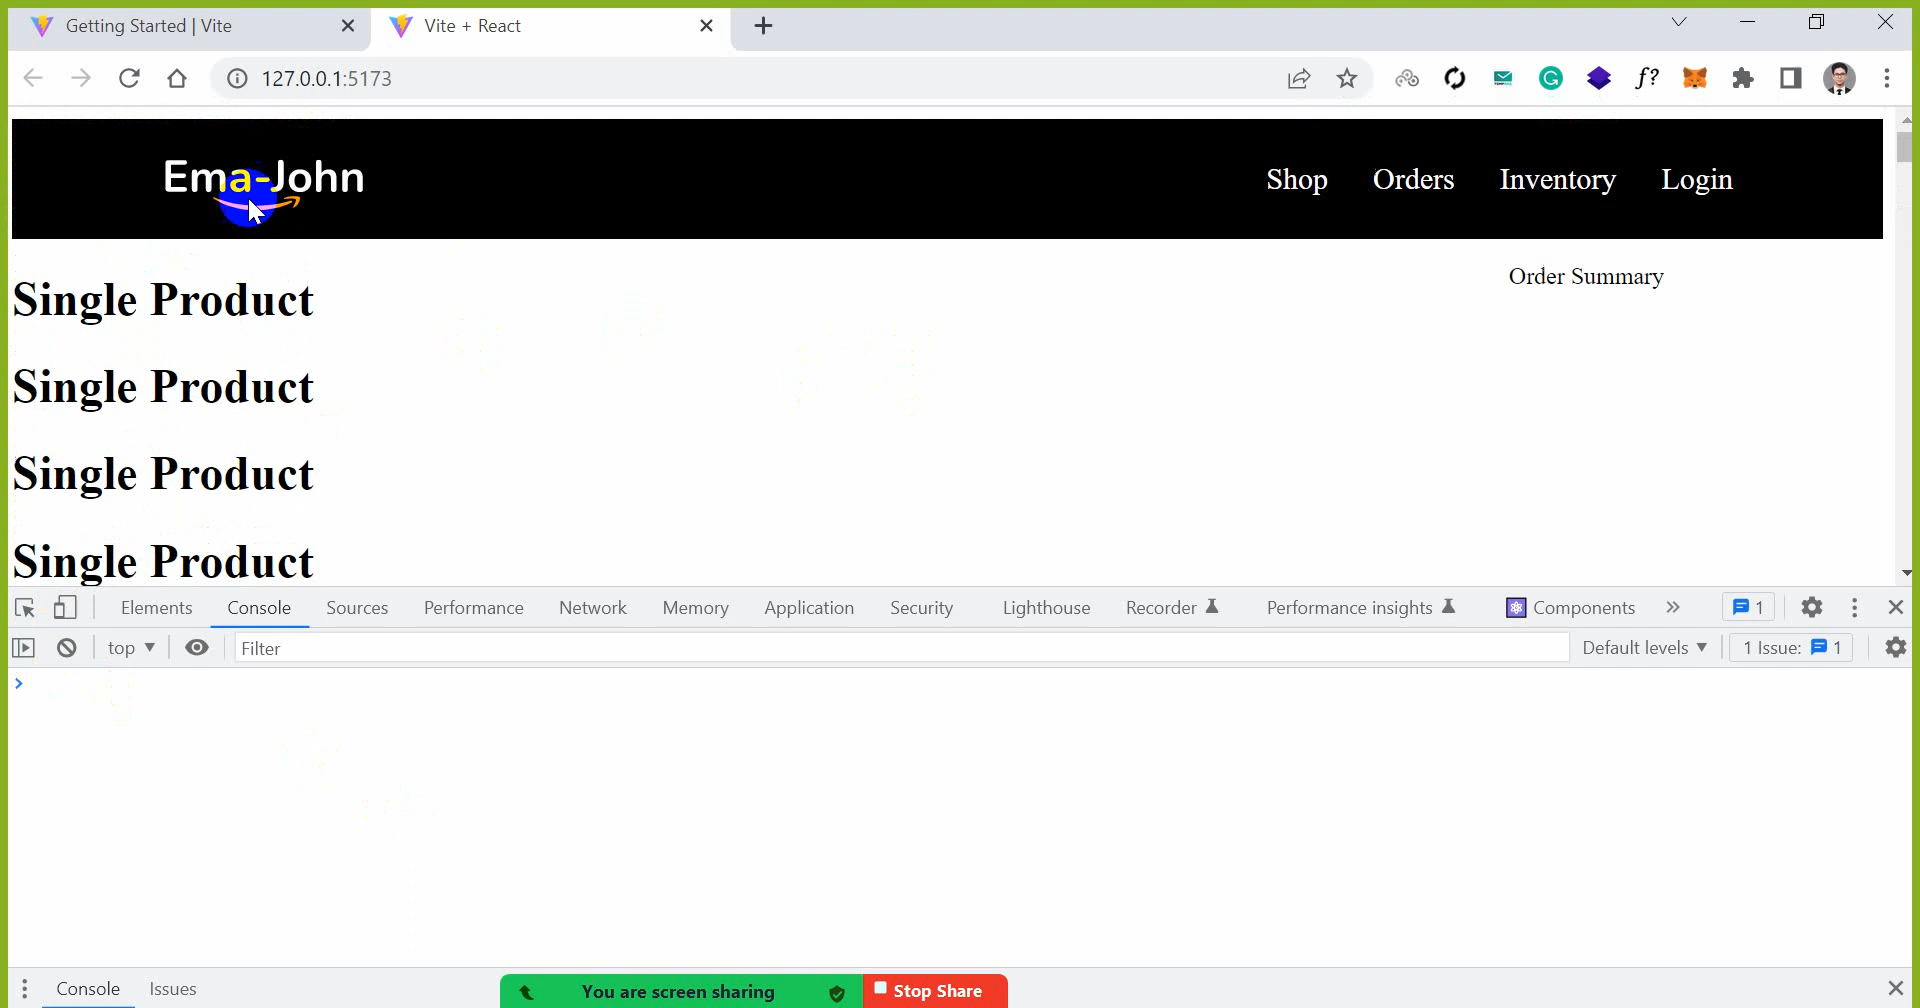 Getting Started | Vite
Vite + React
127.0.0.1:5173
f?
Ema-John
Shop Orders Inventory Login
Single Product
Order Summary
Single Product
Single Product
Single Product
Elements Console Sources Performance Network Memory Application Security Lighthouse Recorder Performance insights Components » 1
top Filter Default levels 1 Issue: 1
Console Issues
You are screen sharing Stop Share